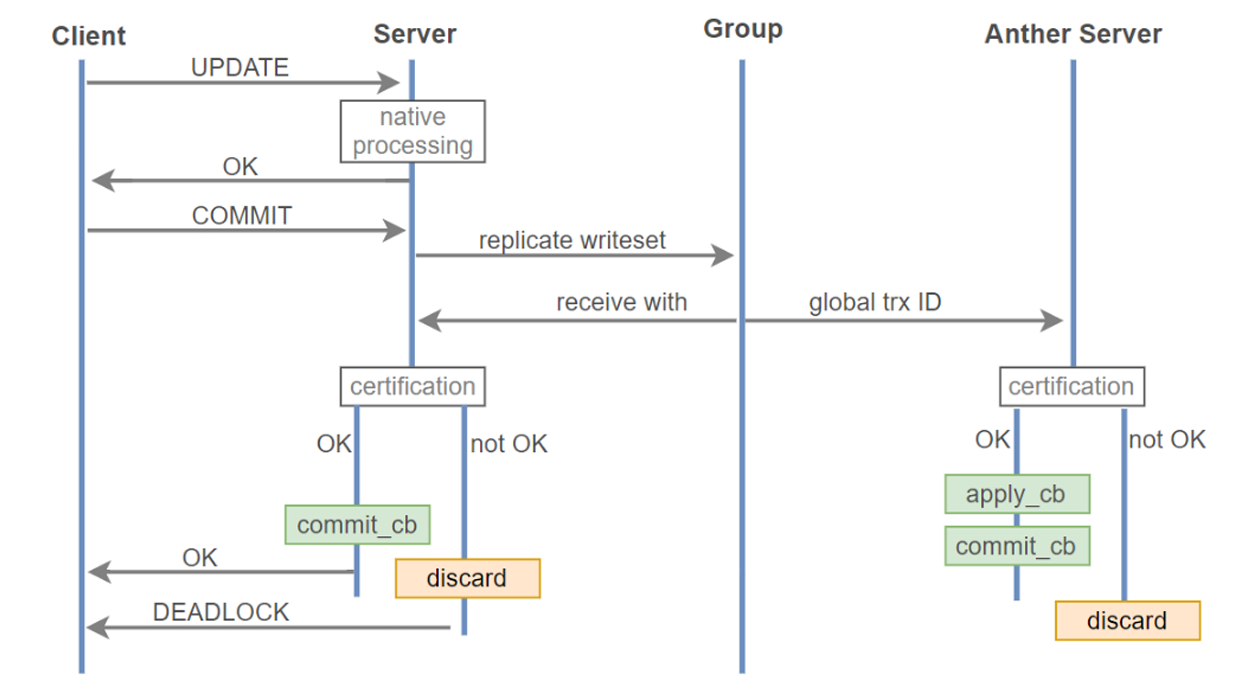 Client
Server
Group
Anther Server
UPDATE
native
processing
OK
COMMIT
replicate writeset
receive with
global trx ID
certification
certification
OK
not OK
OK
not OK
apply_cb
commit_cb
commit_cb
OK
discard
DEADLOCK
discard